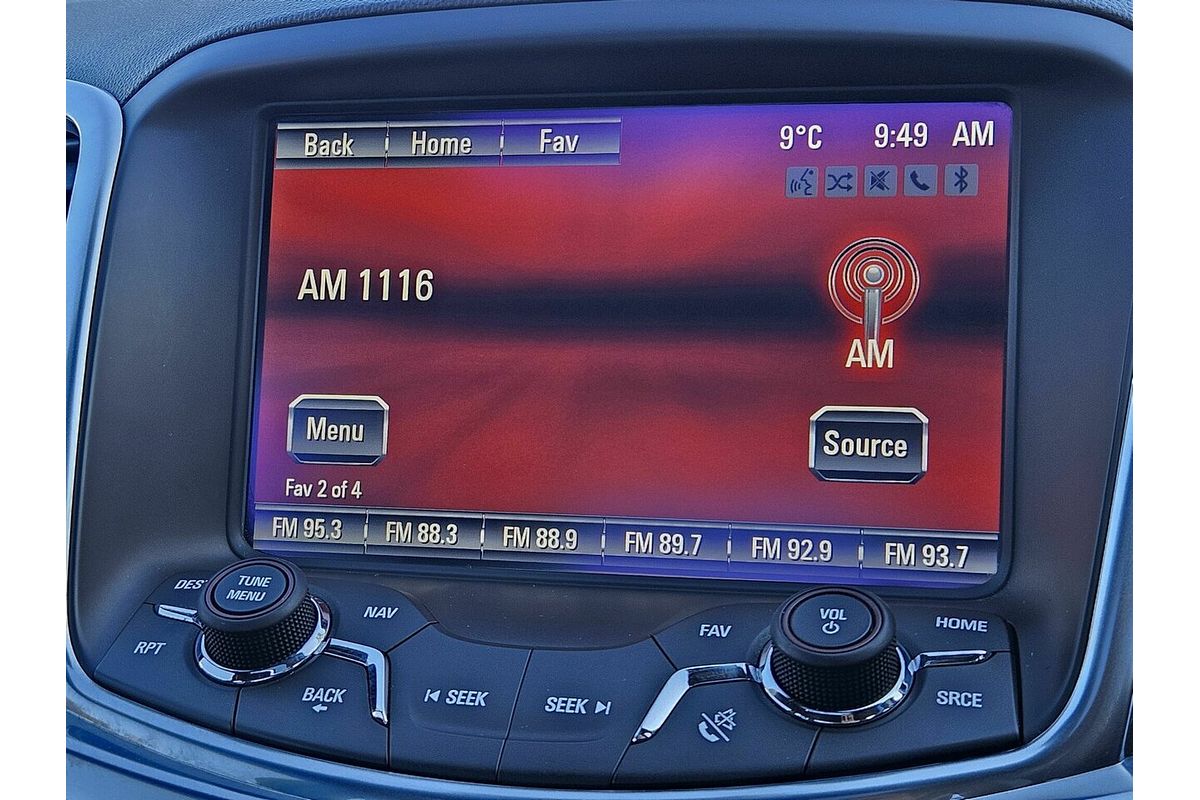 Back Home Fav 9°C 9:49 AM
AM 1116
AM
Menu Source
Fav 2 of 4
FM 95.3 FM 88.3 FM 88.9 FM 89.7 FM 92.9 FM 93.7
TUNE
MENU
NAV
RPT
BACK
SEEK
SEEK
FAV
VOL
HOME
SRCE